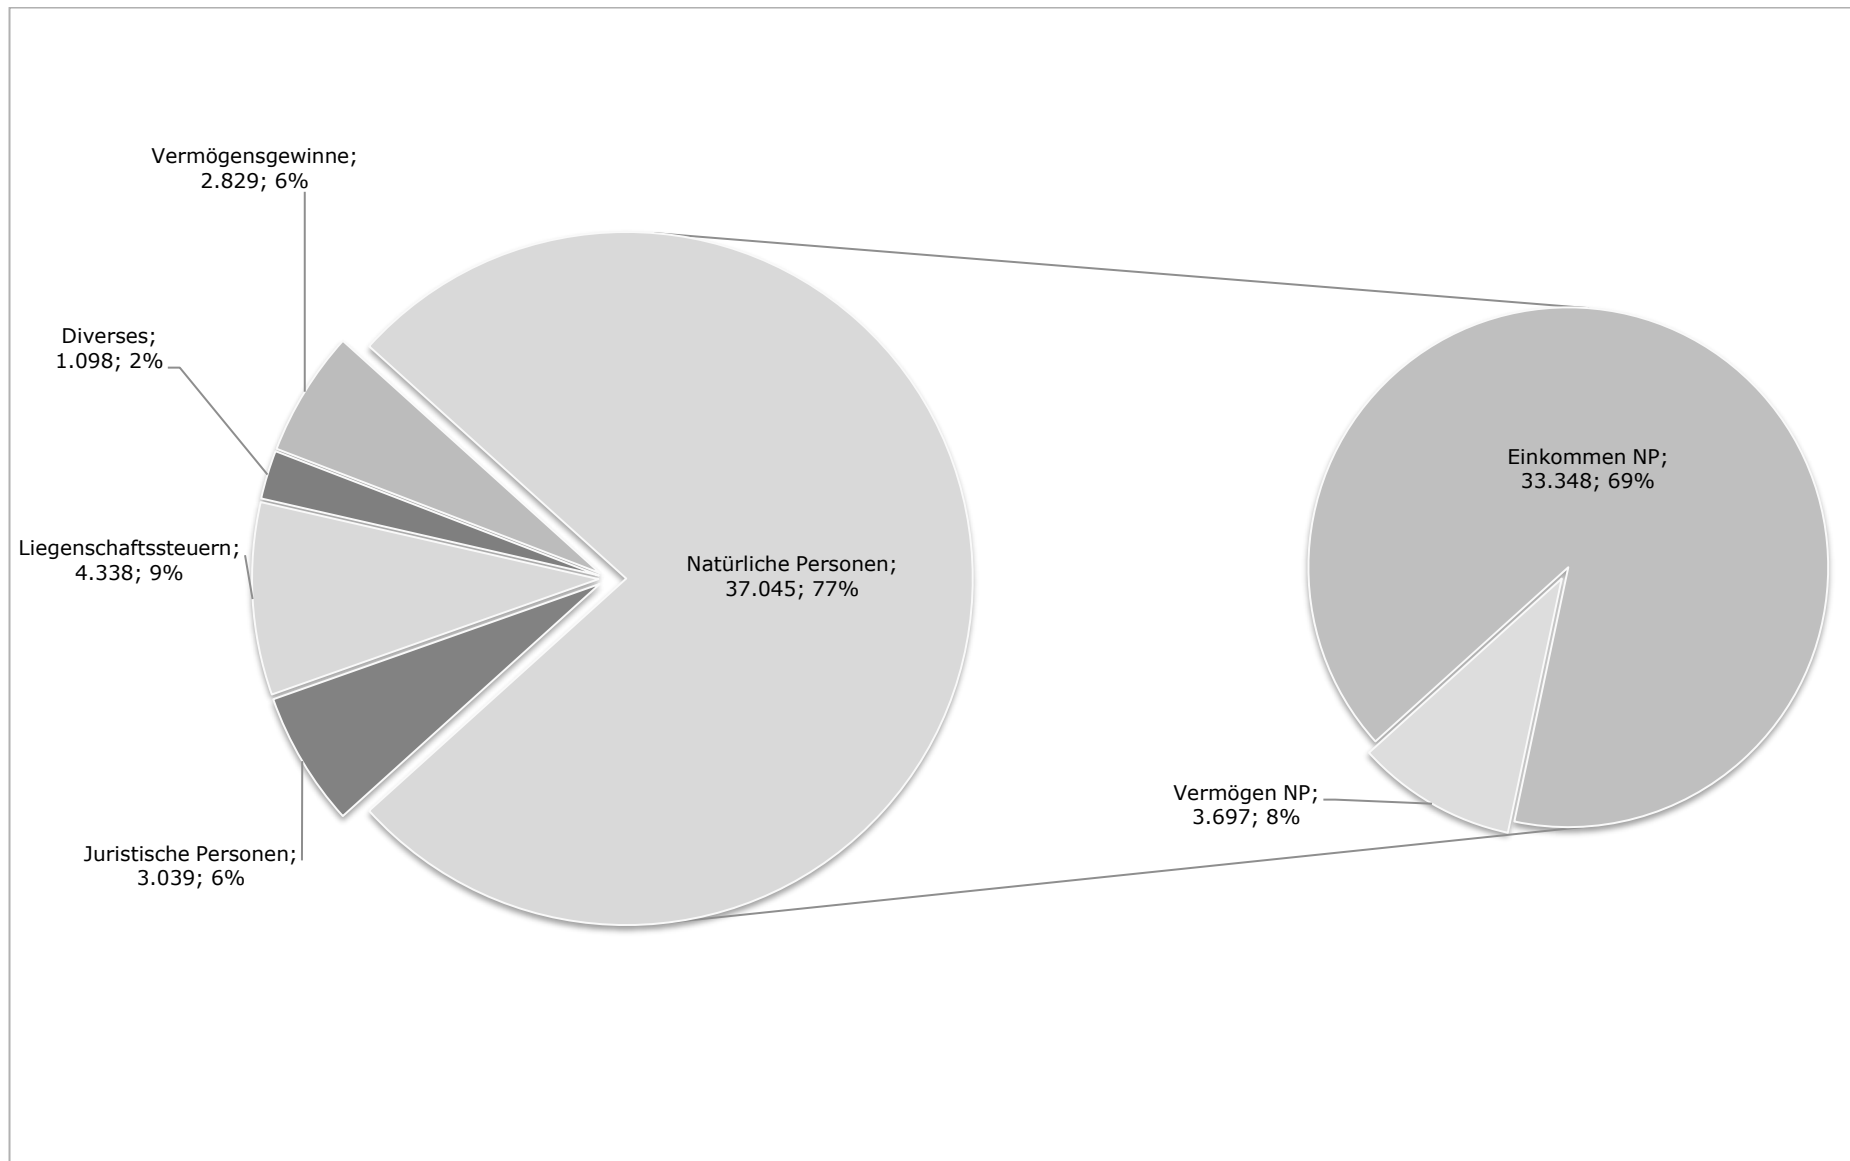 Vermögensgewinne;
2.829; 6%
Diverses;
1.098; 2%
Liegenschaftssteuern;
4.338; 9%
Juristische Personen;
3.039; 6%
Natürliche Personen;
37.045; 77%
Einkommen NP;
33.348; 69%
Vermögen NP;
3.697; 8%